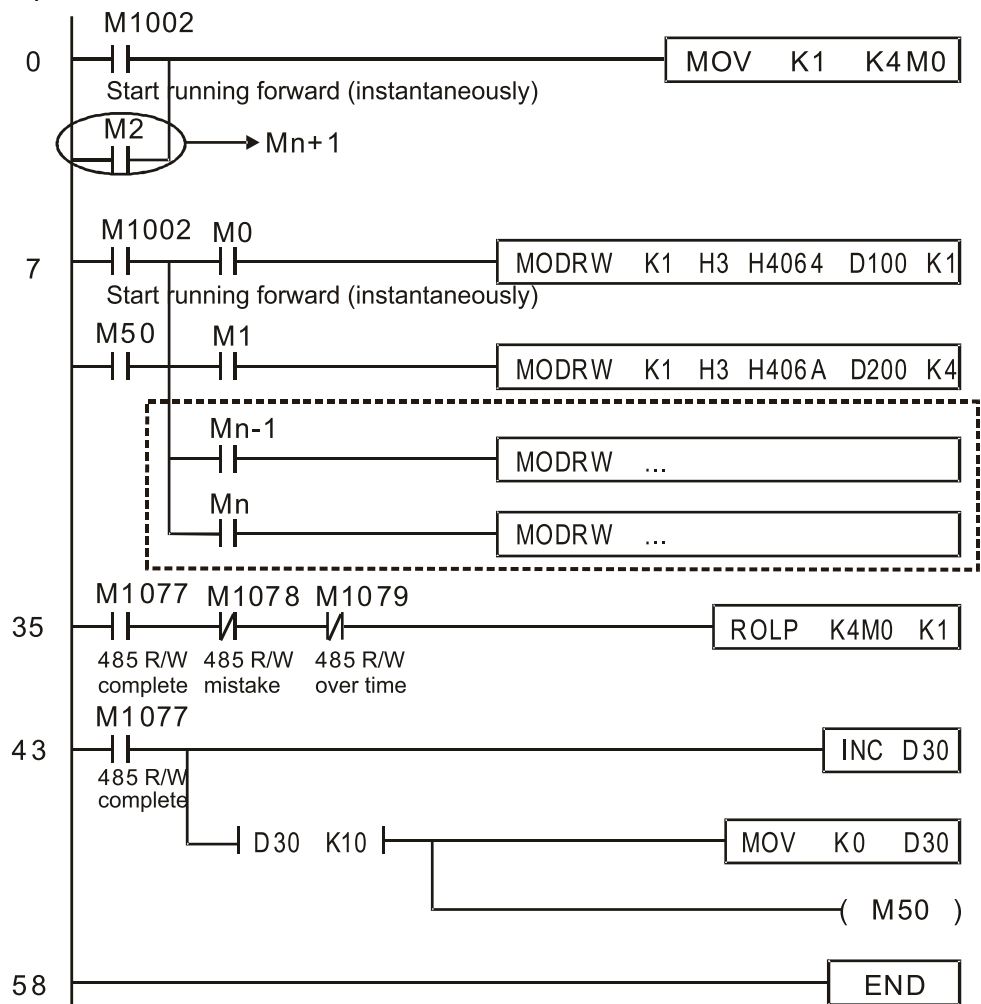 M1002
0 MOV K1 K4M0
Start running forward (instantaneously)
M2
Mn+1
M1002 M0
7 MODRW K1 H3 H4064 D100 K1
Start running forward (instantaneously)
M50 M1
MODRW K1 H3 H406A D200 K4
Mn-1
MODRW ...
Mn
MODRW ...
M1077 M1078 M1079
35 ROLP K4M0 K1
485 R/W 485 R/W 485 R/W
complete mistake over time
M1077
43 INC D30
485 R/W
complete
D30 K10 MOV K0 D30
( M50 )
58 END